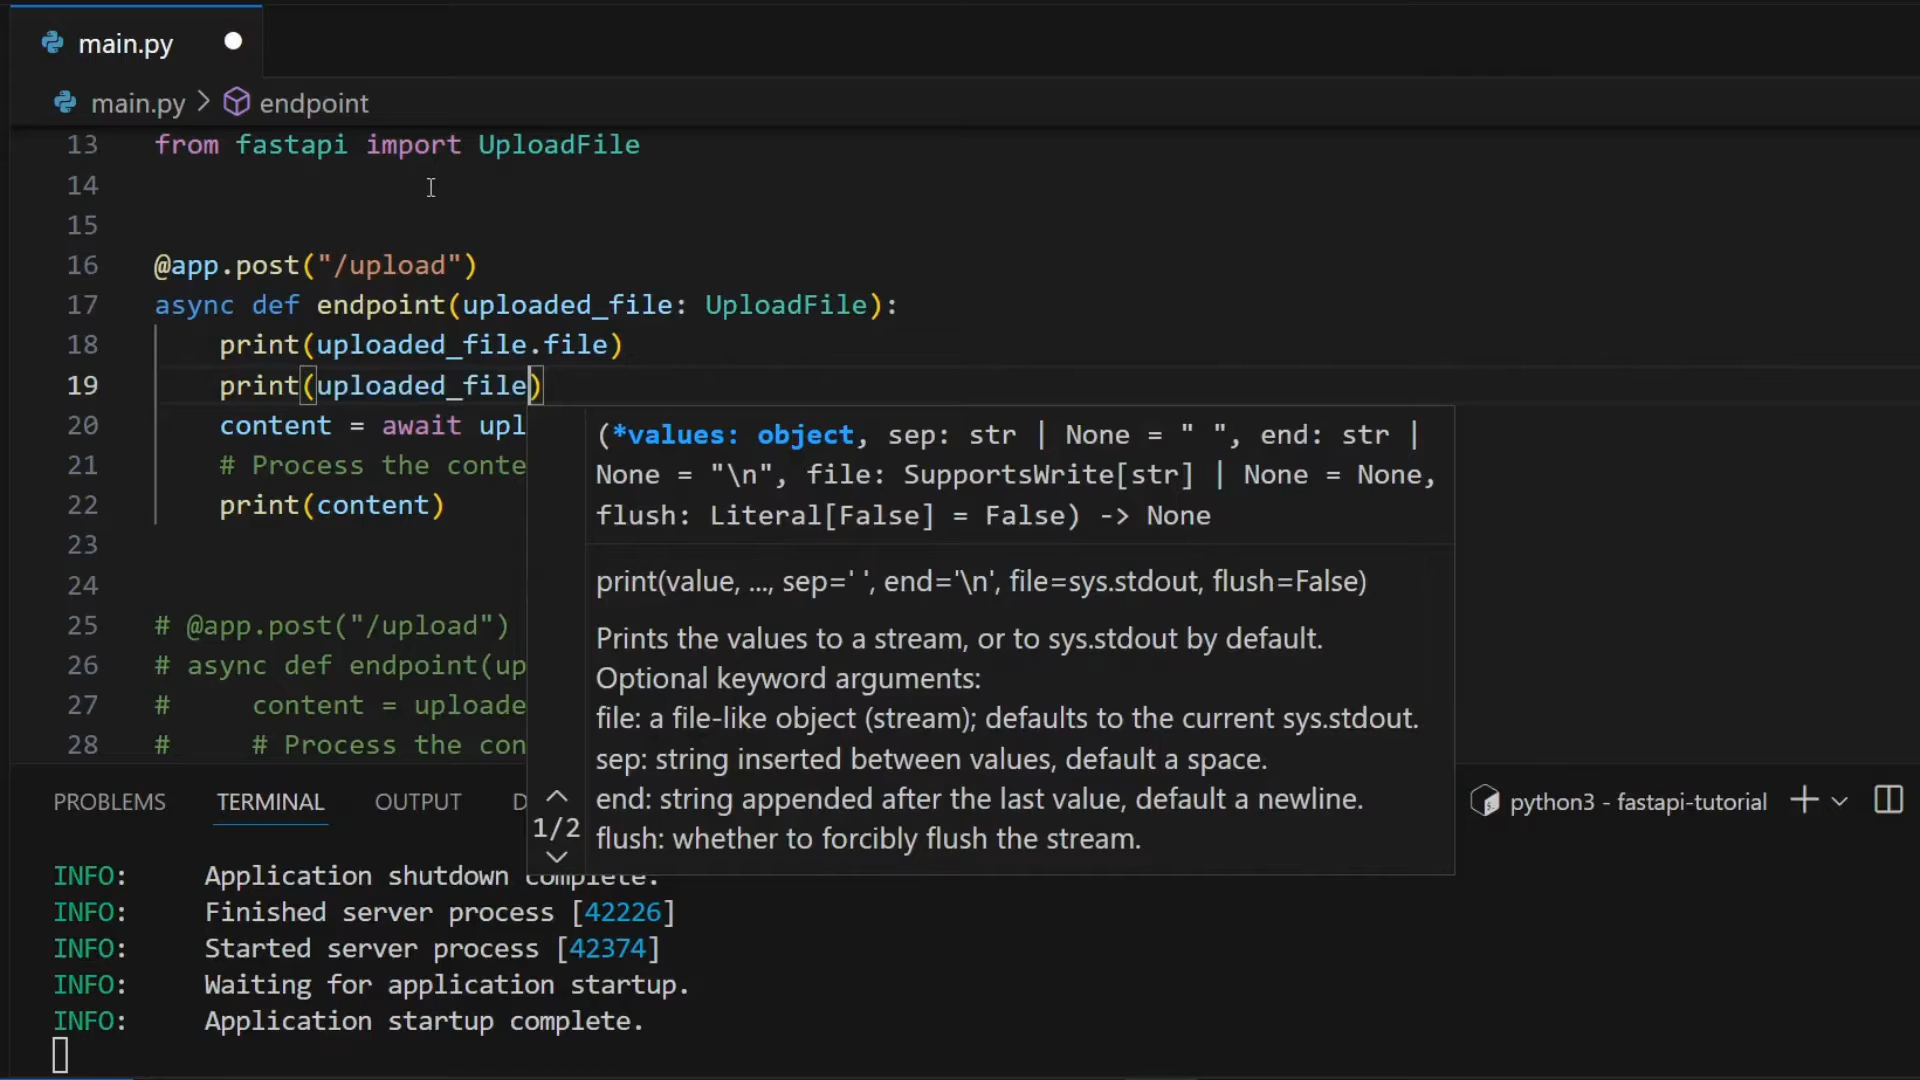 main.py
main.py > endpoint
13 from fastapi import UploadFile
14
15
16 @app.post("/upload")
17 async def endpoint(uploaded_file: UploadFile):
18 print(uploaded_file.file)
19 print(uploaded_file)
20 content = await upl
21 # Process the conte
22 print(content)
23
24
25 # @app.post("/upload")
26 # async def endpoint(up
27 # content = uploade
28 # # Process the con
(*values: object, sep: str | None = " ", end: str |
None = "\n", file: SupportsWrite[str] | None = None,
flush: Literal[False] = False) -> None
print(value, ..., sep=' ', end='\n', file=sys.stdout, flush=False)
Prints the values to a stream, or to sys.stdout by default.
Optional keyword arguments:
file: a file-like object (stream); defaults to the current sys.stdout.
sep: string inserted between values, default a space.
end: string appended after the last value, default a newline.
flush: whether to forcibly flush the stream.
1/2
PROBLEMS TERMINAL OUTPUT D
python3 - fastapi-tutorial
INFO: Application shutdown complete.
INFO: Finished server process [42226]
INFO: Started server process [42374]
INFO: Waiting for application startup.
INFO: Application startup complete.